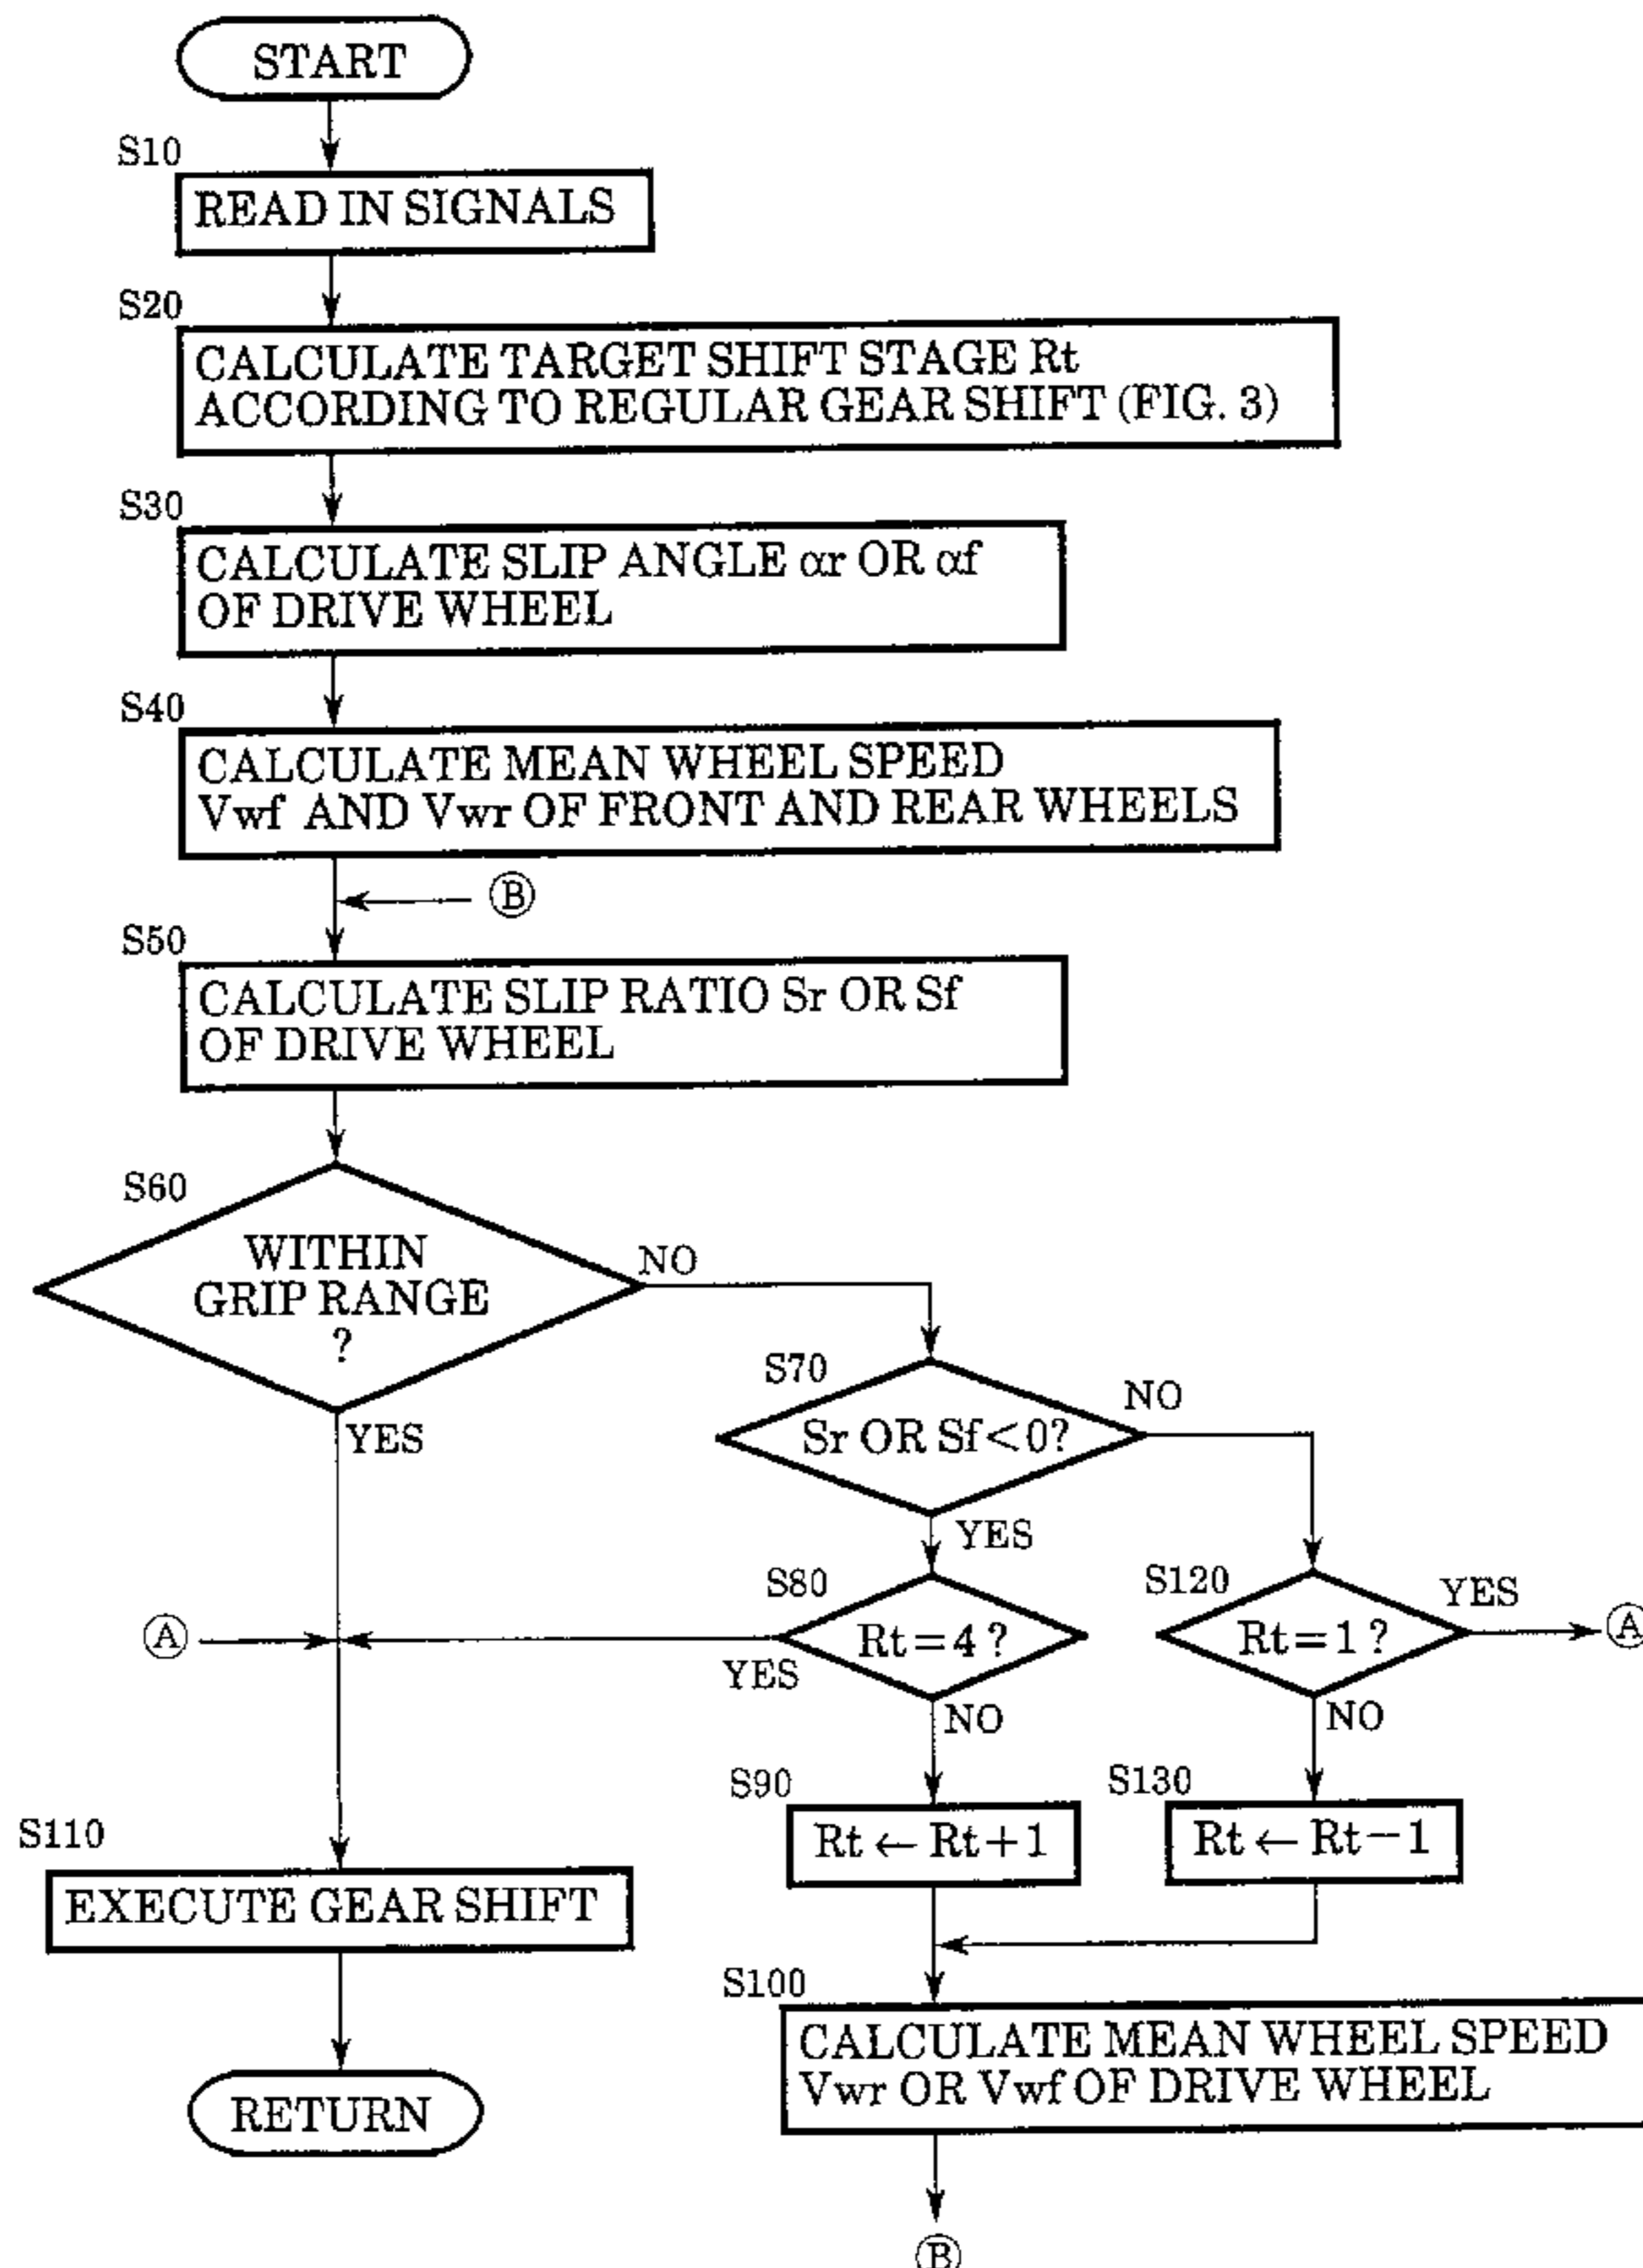 START
S10
READ IN SIGNALS
S20
CALCULATE TARGET SHIFT STAGE Rt
ACCORDING TO REGULAR GEAR SHIFT (FIG. 3)
S30
CALCULATE SLIP ANGLE αr OR αf
OF DRIVE WHEEL
S40
CALCULATE MEAN WHEEL SPEED
Vwf AND Vwr OF FRONT AND REAR WHEELS
B
S50
CALCULATE SLIP RATIO Sr OR Sf
OF DRIVE WHEEL
S60
WITHIN
GRIP RANGE
?
NO
YES
S70
Sr OR Sf<0?
NO
YES
S80
Rt=4?
YES
NO
S120
Rt=1?
YES
A
NO
A
S90
Rt←Rt+1
S130
Rt←Rt−1
S110
EXECUTE GEAR SHIFT
S100
CALCULATE MEAN WHEEL SPEED
Vwr OR Vwf OF DRIVE WHEEL
RETURN
B